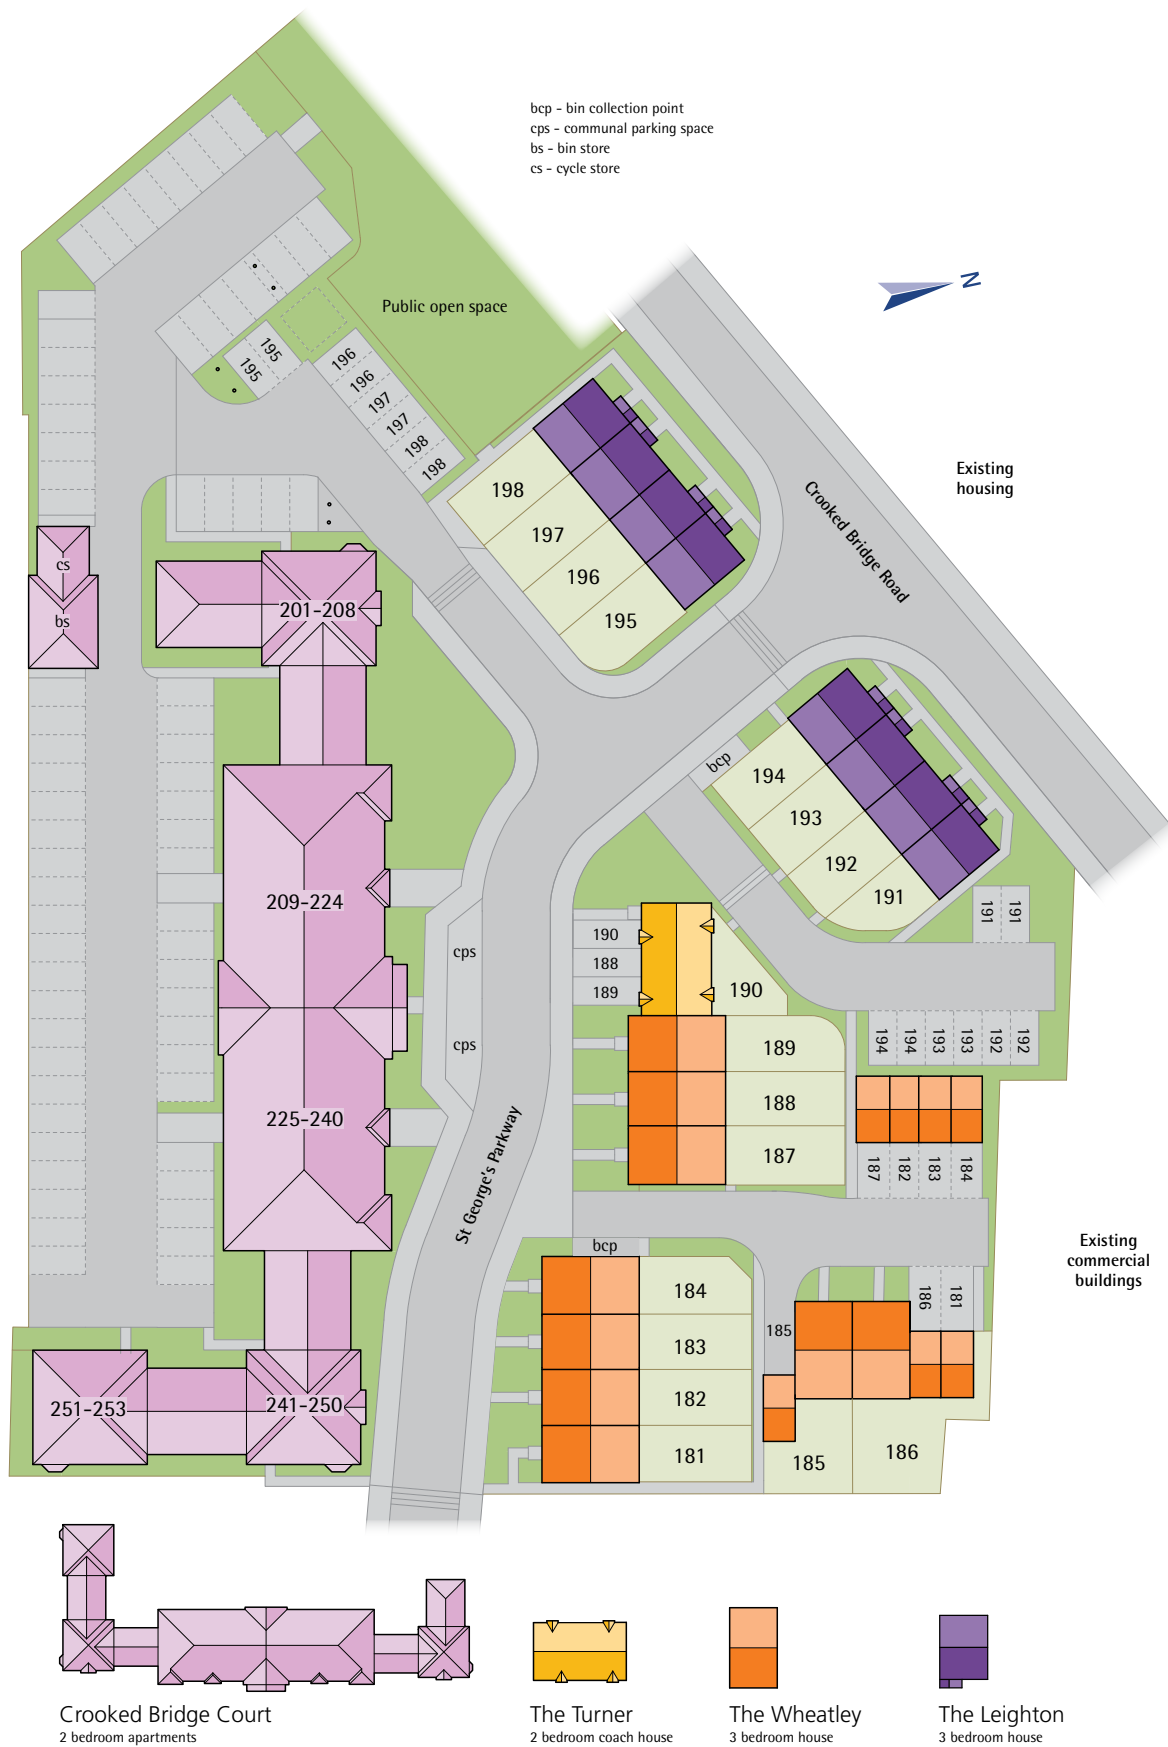 bcp - bin collection point
cps - communal parking space
bs - bin store
cs - cycle store
N
Public open space
195
195
196
196
197
197
198
198
198
197
196
195
Crooked Bridge Road
Existing
housing
cs
bs
201-208
bcp
194
193
192
191
191
191
209-224
cps
cps
190
188
189
190
189
188
187
194
194
193
193
192
192
225-240
St George's Parkway
187
182
183
184
bcp
184
183
182
181
185
186
181
185
186
Existing
commercial
buildings
251-253
241-250
Crooked Bridge Court
2 bedroom apartments
The Turner
2 bedroom coach house
The Wheatley
3 bedroom house
The Leighton
3 bedroom house